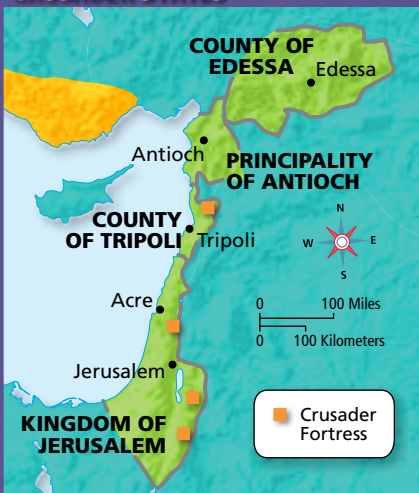 COUNTY OF
EDESSA
Edessa
Antioch
PRINCIPALITY
OF ANTIOCH
COUNTY
OF TRIPOLI
Tripoli
N
W
E
S
Acre
0 100 Miles
0 100 Kilometers
Jerusalem
KINGDOM OF
JERUSALEM
Crusader
Fortress